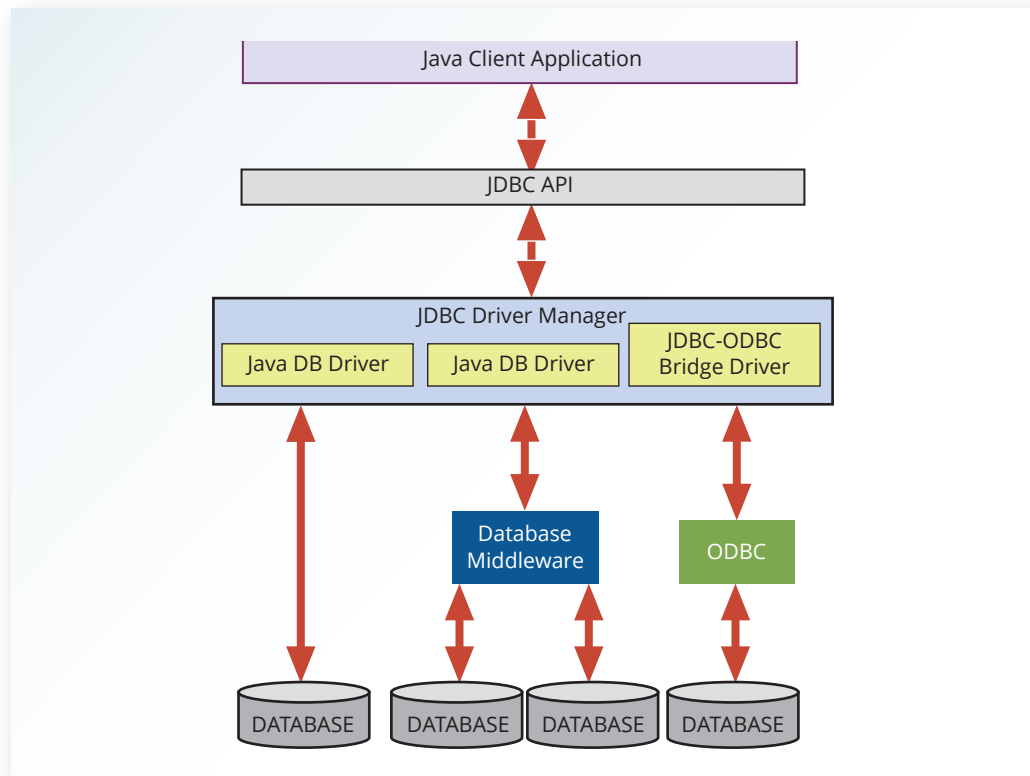 Java Client Application
JDBC API
JDBC Driver Manager
Java DB Driver
Java DB Driver
JDBC-ODBC
Bridge Driver
Database
Middleware
ODBC
DATABASE
DATABASE
DATABASE
DATABASE